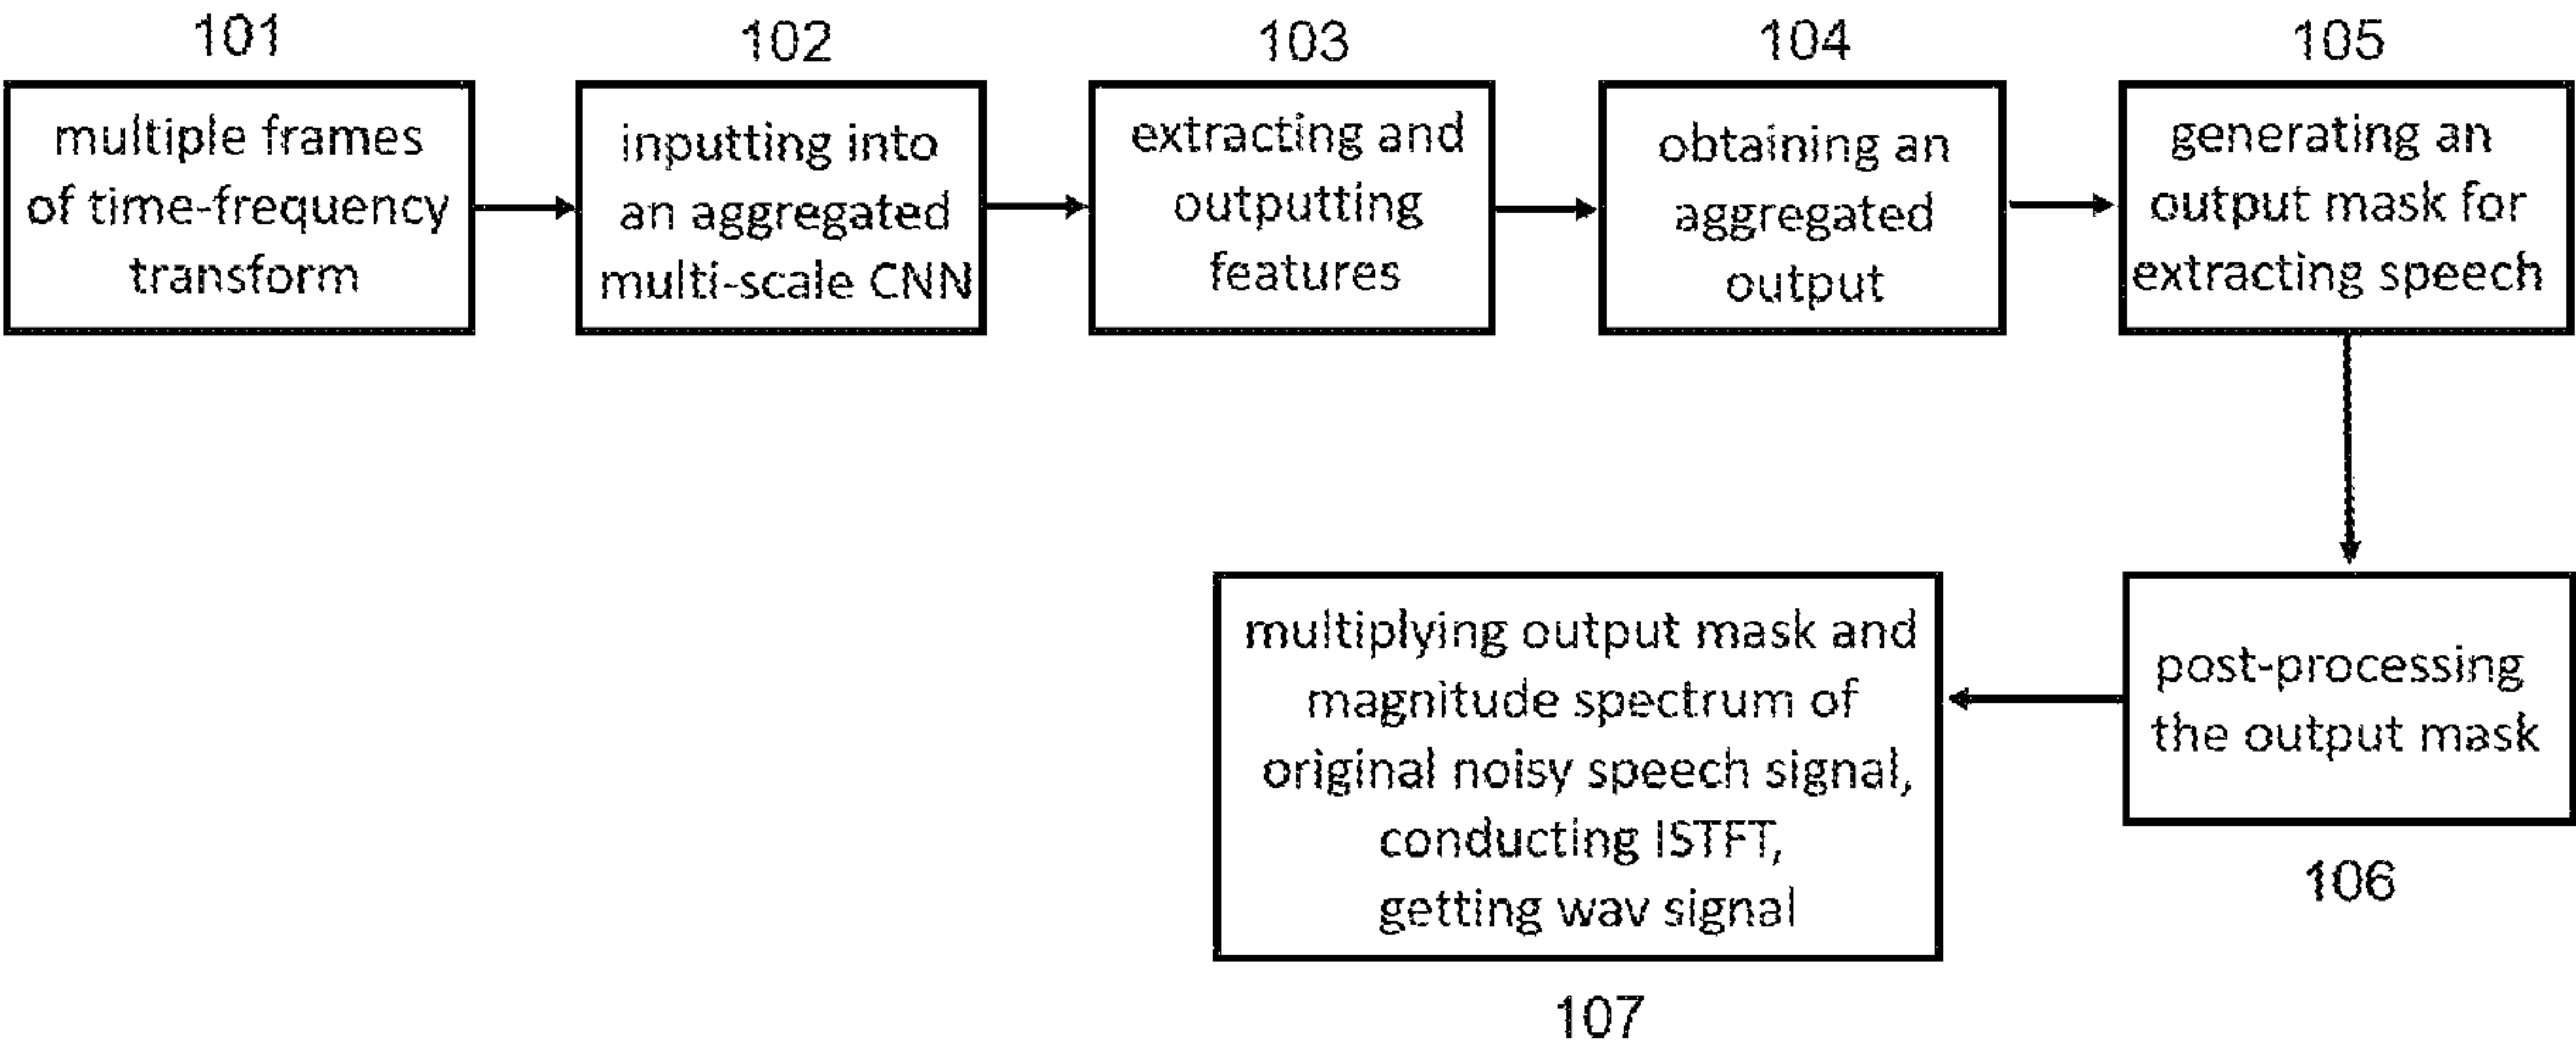 101
multiple frames
of time-frequency
transform
102
inputting into
an aggregated
multi-scale CNN
103
extracting and
outputting
features
104
obtaining an
aggregated
output
105
generating an
output mask for
extracting speech
post-processing
the output mask
106
multiplying output mask and
magnitude spectrum of
original noisy speech signal,
conducting ISTFT,
getting wav signal
107